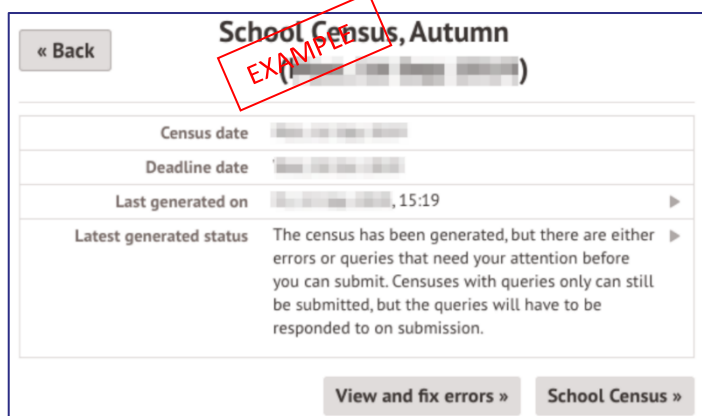 « Back
School Census, Autumn
EXAMPLE
Census date
Deadline date
Last generated on , 15:19
Latest generated status The census has been generated, but there are either
errors or queries that need your attention before
you can submit. Censuses with queries only can still
be submitted, but the queries will have to be
responded to on submission.
View and fix errors » School Census »